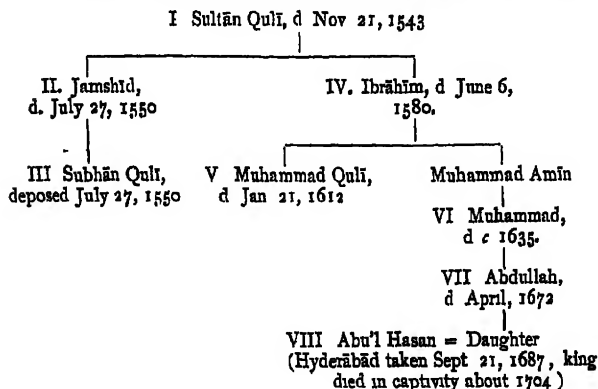 I Sultān Qulī, d Nov 21, 1543
II. Jamshīd,
d. July 27, 1550
IV. Ibrāhīm, d June 6,
1580.
III Subhān Qulī,
deposed July 27, 1550
V Muhammad Qulī,
d Jan 21, 1612
Muhammad Amīn
VI Muhammad,
d c 1635.
VII Abdullah,
d April, 1672
VIII Abu'l Hasan = Daughter
(Hyderābād taken Sept 21, 1687, king
died in captivity about 1704)